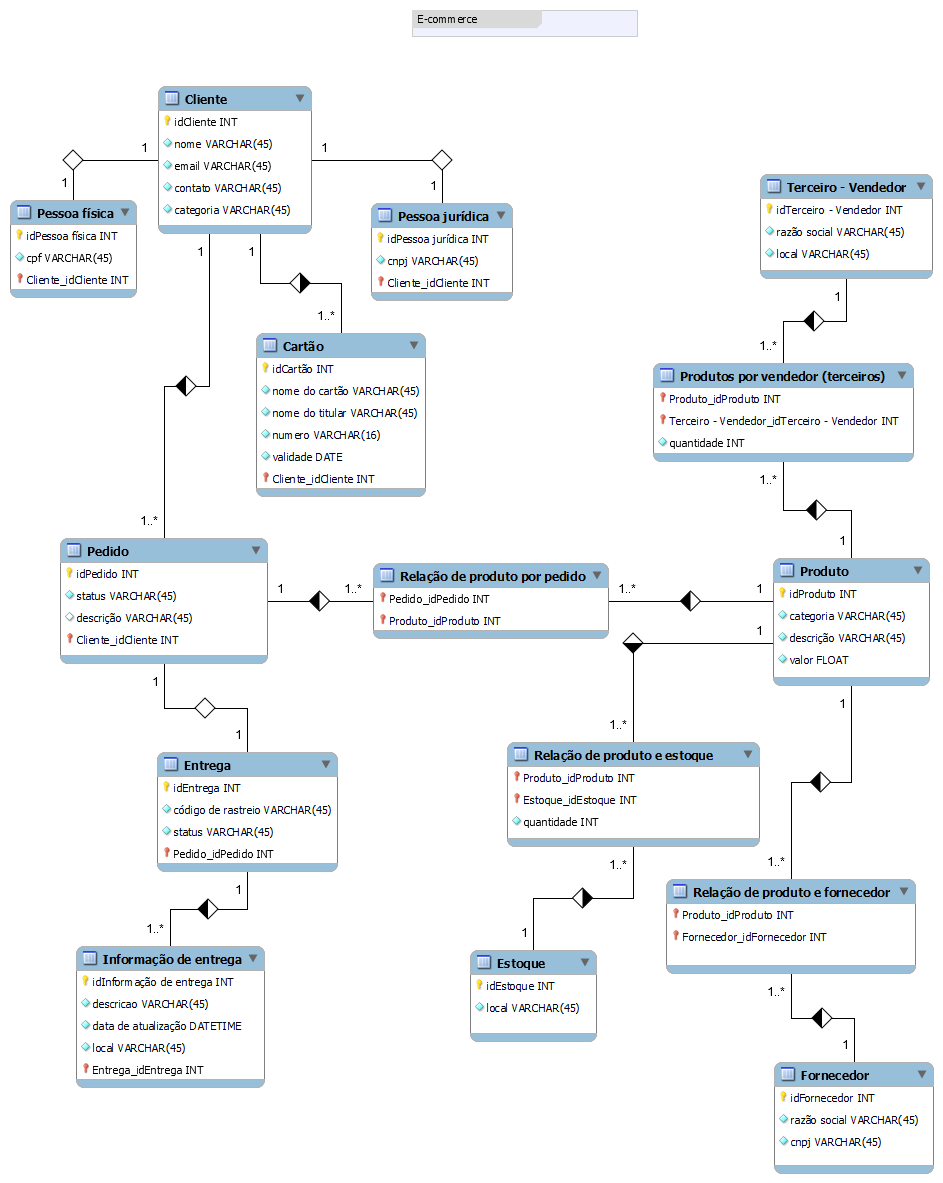 E-commerce
Cliente
idCliente INT
nome VARCHAR(45)
email VARCHAR(45)
contato VARCHAR(45)
categoria VARCHAR(45)
1
1
1
1
Pessoa física
idPessoa física INT
cpf VARCHAR(45)
Cliente_idCliente INT
Pessoa jurídica
idPessoa jurídica INT
cnpj VARCHAR(45)
Cliente_idCliente INT
Terceiro - Vendedor
idTerceiro - Vendedor INT
razão social VARCHAR(45)
local VARCHAR(45)
1
1
1
1..*
1..*
Cartão
idCartão INT
nome do cartão VARCHAR(45)
nome do titular VARCHAR(45)
numero VARCHAR(16)
validade DATE
Cliente_idCliente INT
Produtos por vendedor (terceiros)
Produto_idProduto INT
Terceiro - Vendedor_idTerceiro - Vendedor INT
quantidade INT
1..*
1..*
1
Pedido
idPedido INT
status VARCHAR(45)
descrição VARCHAR(45)
Cliente_idCliente INT
1
1..*
Relação de produto por pedido
Pedido_idPedido INT
Produto_idProduto INT
1..*
1
Produto
idProduto INT
categoria VARCHAR(45)
descrição VARCHAR(45)
valor FLOAT
1
1
1
1..*
1
Entrega
idEntrega INT
código de rastreio VARCHAR(45)
status VARCHAR(45)
Pedido_idPedido INT
Relação de produto e estoque
Produto_idProduto INT
Estoque_idEstoque INT
quantidade INT
1..*
1..*
1
1..*
1
Relação de produto e fornecedor
Produto_idProduto INT
Fornecedor_idFornecedor INT
Informação de entrega
idInformação de entrega INT
descricao VARCHAR(45)
data de atualização DATETIME
local VARCHAR(45)
Entrega_idEntrega INT
Estoque
idEstoque INT
local VARCHAR(45)
1..*
1
Fornecedor
idFornecedor INT
razão social VARCHAR(45)
cnpj VARCHAR(45)